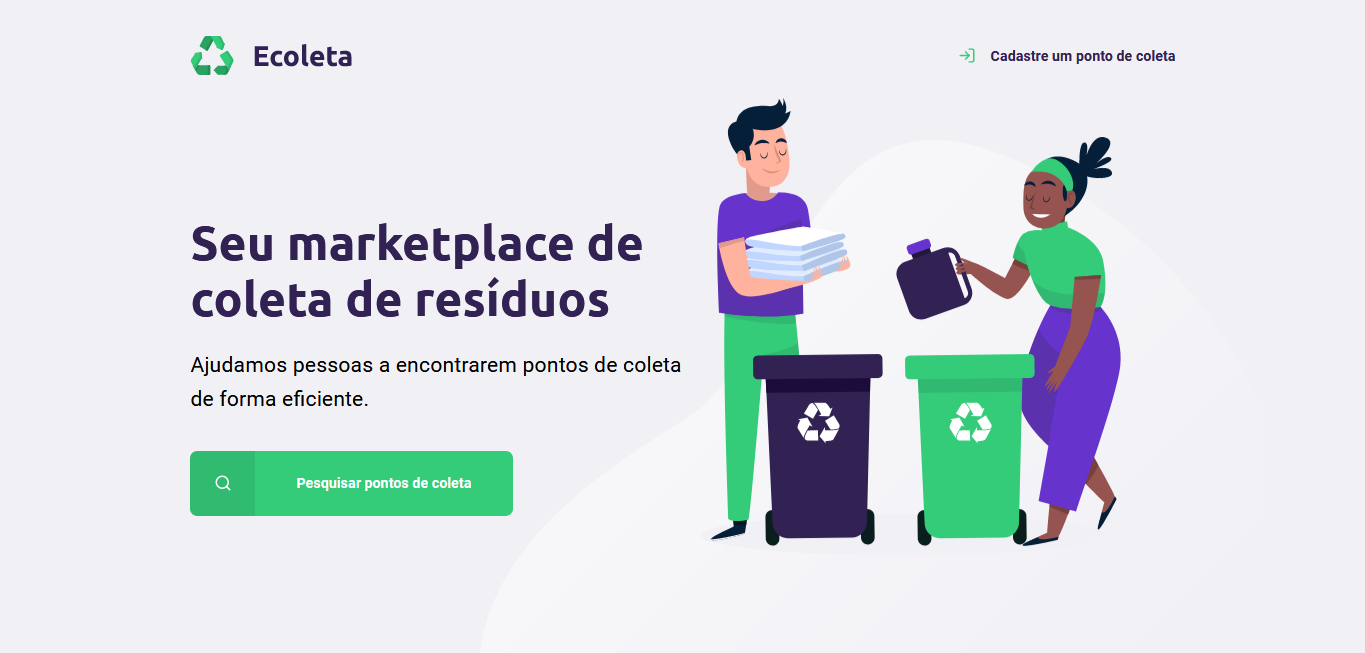 Ecoleta
Cadastre um ponto de coleta
Seu marketplace de
coleta de resíduos
Ajudamos pessoas a encontrarem pontos de coleta
de forma eficiente.
Pesquisar pontos de coleta